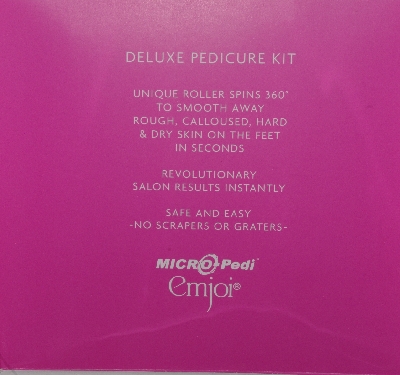 DELUXE PEDICURE KIT
UNIQUE ROLLER SPINS 360°
TO SMOOTH AWAY
ROUGH, CALLOUSED, HARD
& DRY SKIN ON THE FEET
IN SECONDS
REVOLUTIONARY
SALON RESULTS INSTANTLY
SAFE AND EASY
-NO SCRAPERS OR GRATERS-
MICRO-Pedi
emjoi®